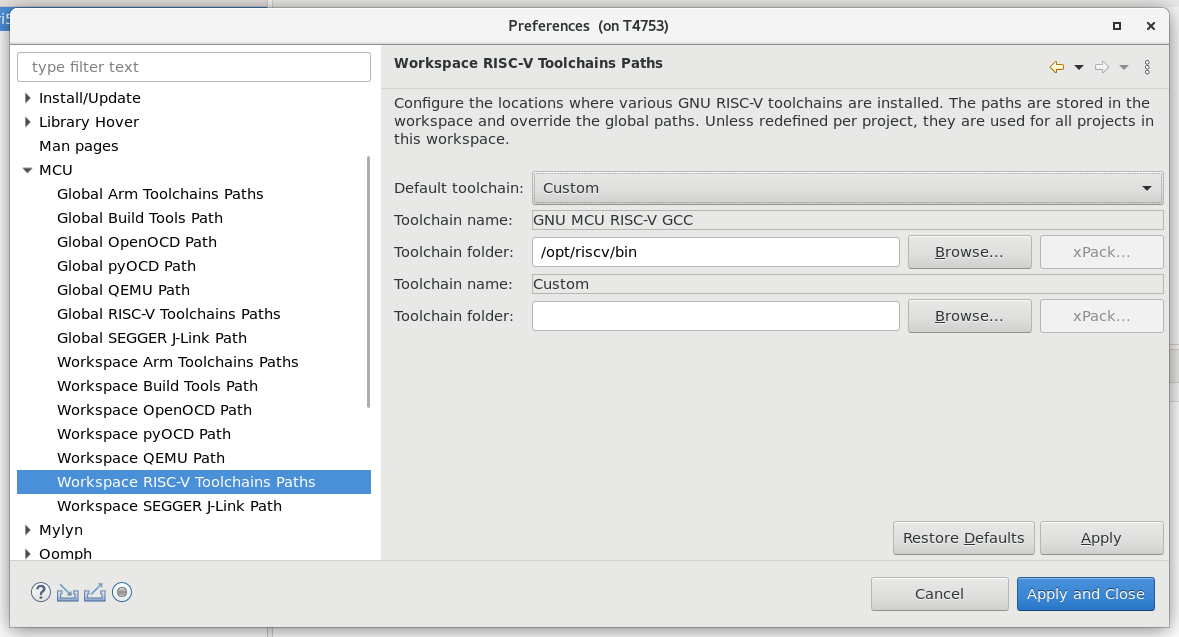 Preferences (on T4753)
type filter text
Install/Update
Library Hover
Man pages
MCU
Global Arm Toolchains Paths
Global Build Tools Path
Global OpenOCD Path
Global pyOCD Path
Global QEMU Path
Global RISC-V Toolchains Paths
Global SEGGER J-Link Path
Workspace Arm Toolchains Paths
Workspace Build Tools Path
Workspace OpenOCD Path
Workspace pyOCD Path
Workspace QEMU Path
Workspace RISC-V Toolchains Paths
Workspace SEGGER J-Link Path
Mylyn
Oomph
Workspace RISC-V Toolchains Paths
Configure the locations where various GNU RISC-V toolchains are installed. The paths are stored in the
workspace and override the global paths. Unless redefined per project, they are used for all projects in
this workspace.
Default toolchain: Custom
Toolchain name: GNU MCU RISC-V GCC
Toolchain folder: /opt/riscv/bin Browse... xPack...
Toolchain name: Custom
Toolchain folder: Browse... xPack...
Restore Defaults Apply
? Cancel Apply and Close